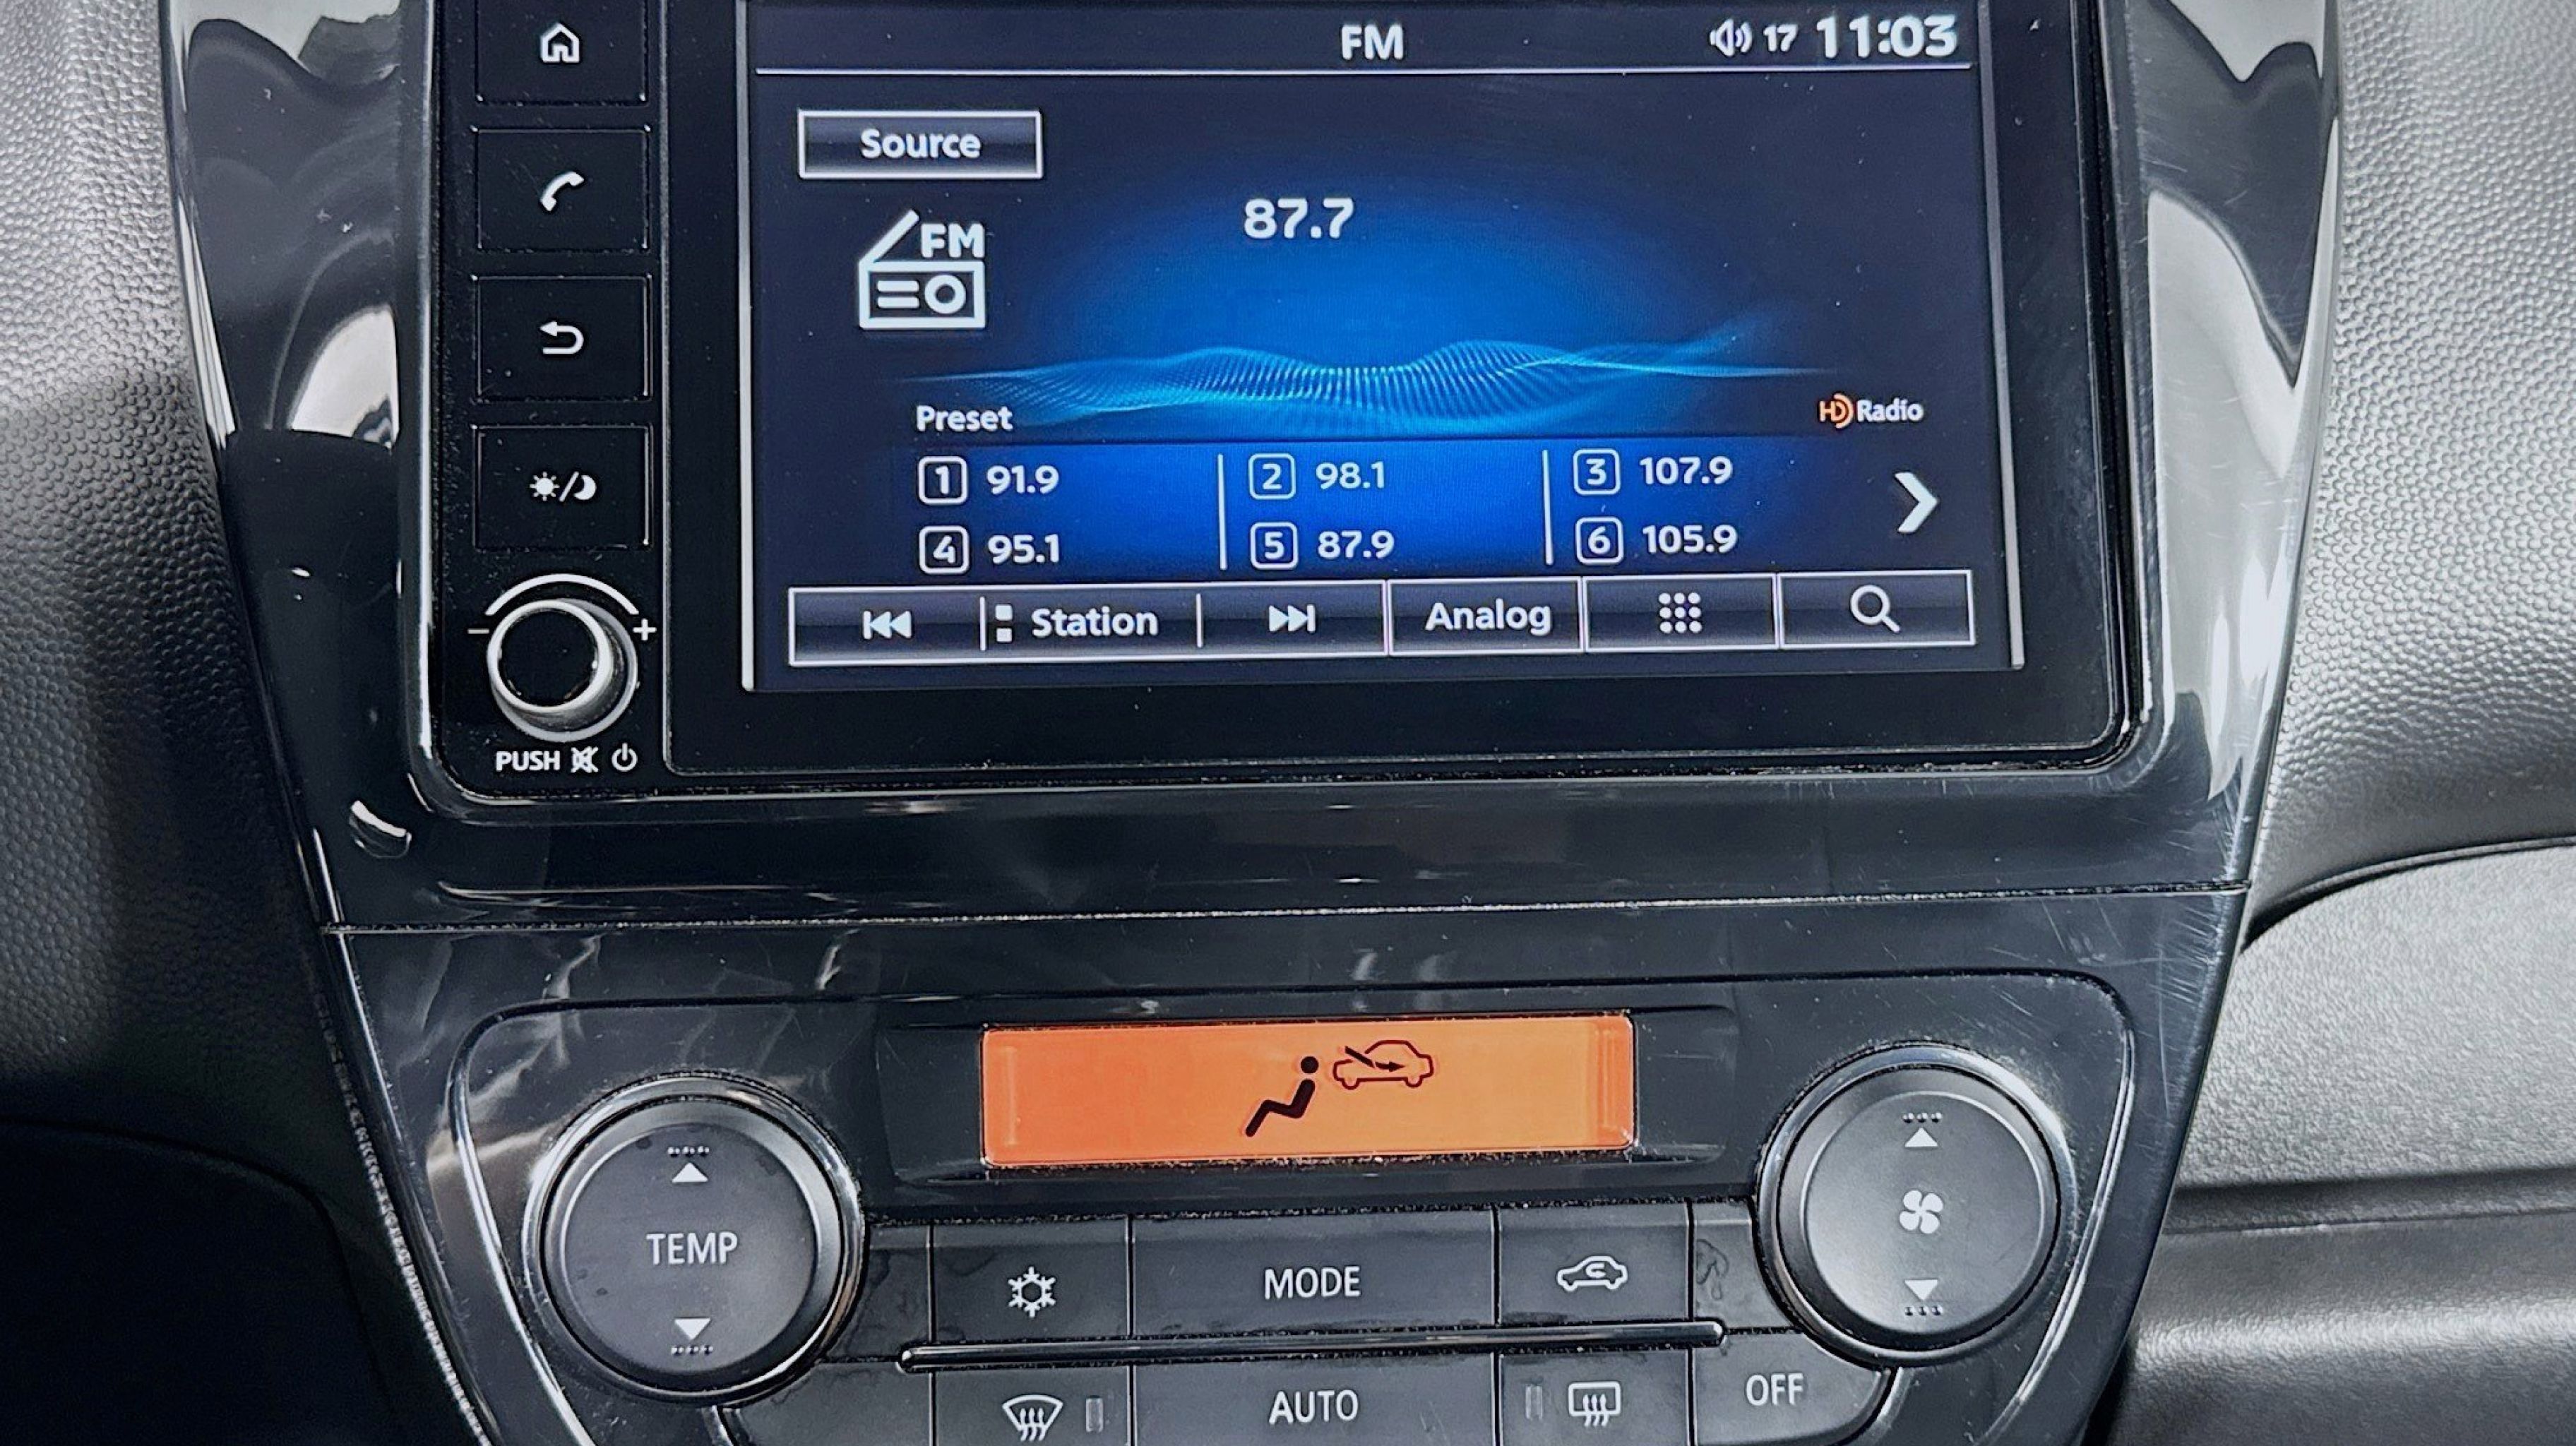 FM 17 11:03
Source
FM
87.7
Preset HD Radio
1 91.9 2 98.1 3 107.9
4 95.1 5 87.9 6 105.9
Station Analog
- +
PUSH
TEMP
MODE
AUTO OFF